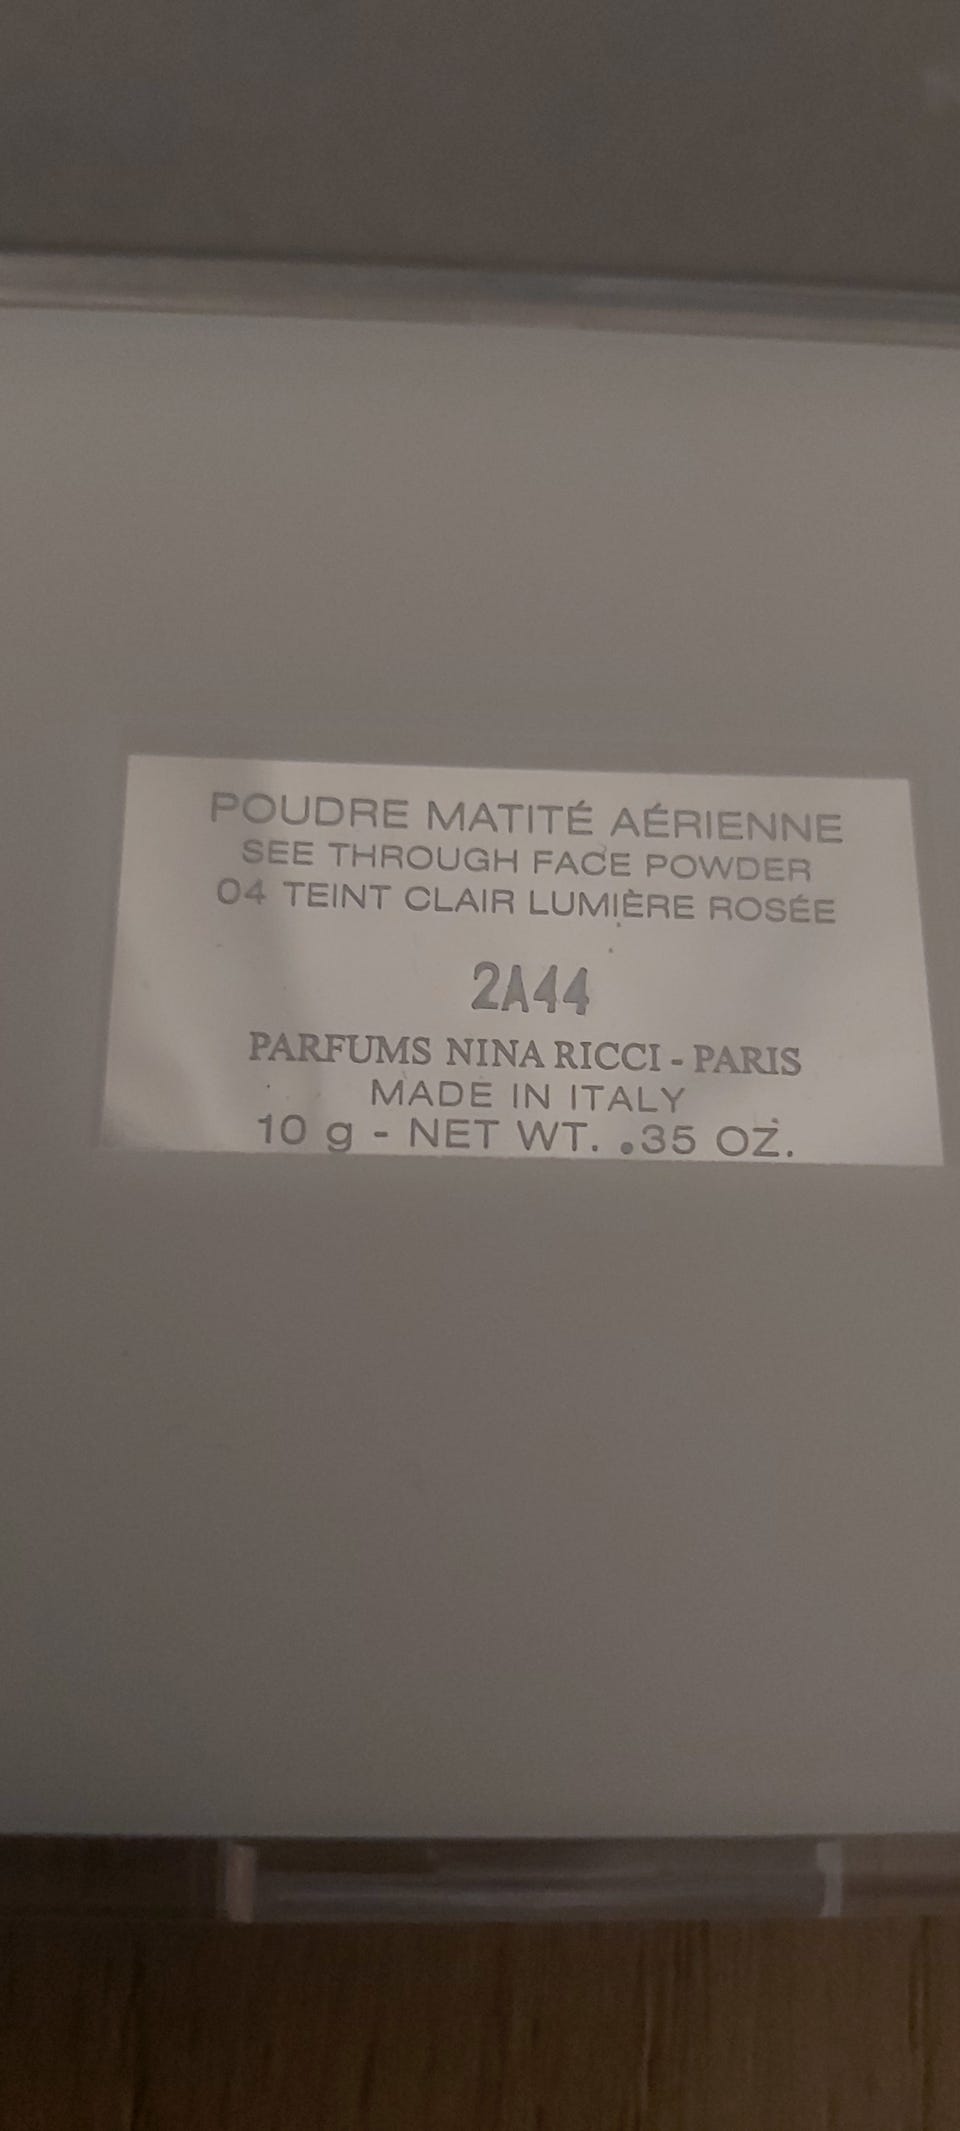 POUDRE MATITÉ AÉRIENNE
SEE THROUGH FACE POWDER
04 TEINT CLAIR LUMIÈRE ROSÉE
2A44
PARFUMS NINA RICCI - PARIS
MADE IN ITALY
10 g - NET WT. .35 OZ.